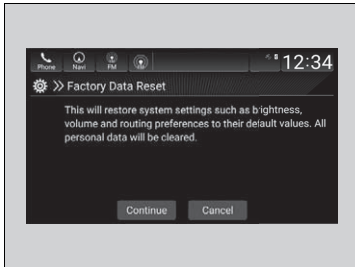 Phone Navi FM 12:34
Factory Data Reset
This will restore system settings such as brightness,
volume and routing preferences to their default values. All
personal data will be cleared.
Continue Cancel